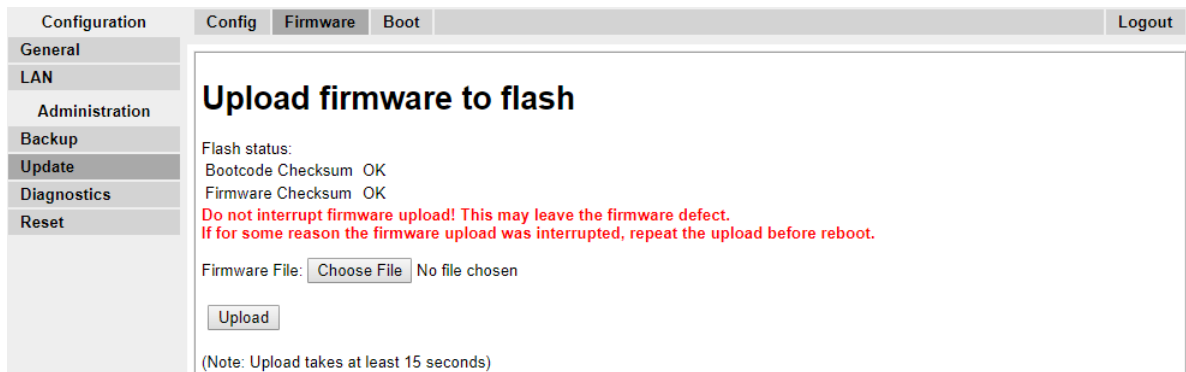 Configuration
General
LAN
Administration
Backup
Update
Diagnostics
Reset
Config Firmware Boot Logout
Upload firmware to flash
Flash status:
Bootcode Checksum OK
Firmware Checksum OK
Do not interrupt firmware upload! This may leave the firmware defect.
If for some reason the firmware upload was interrupted, repeat the upload before reboot.
Firmware File: Choose File No file chosen
Upload
(Note: Upload takes at least 15 seconds)